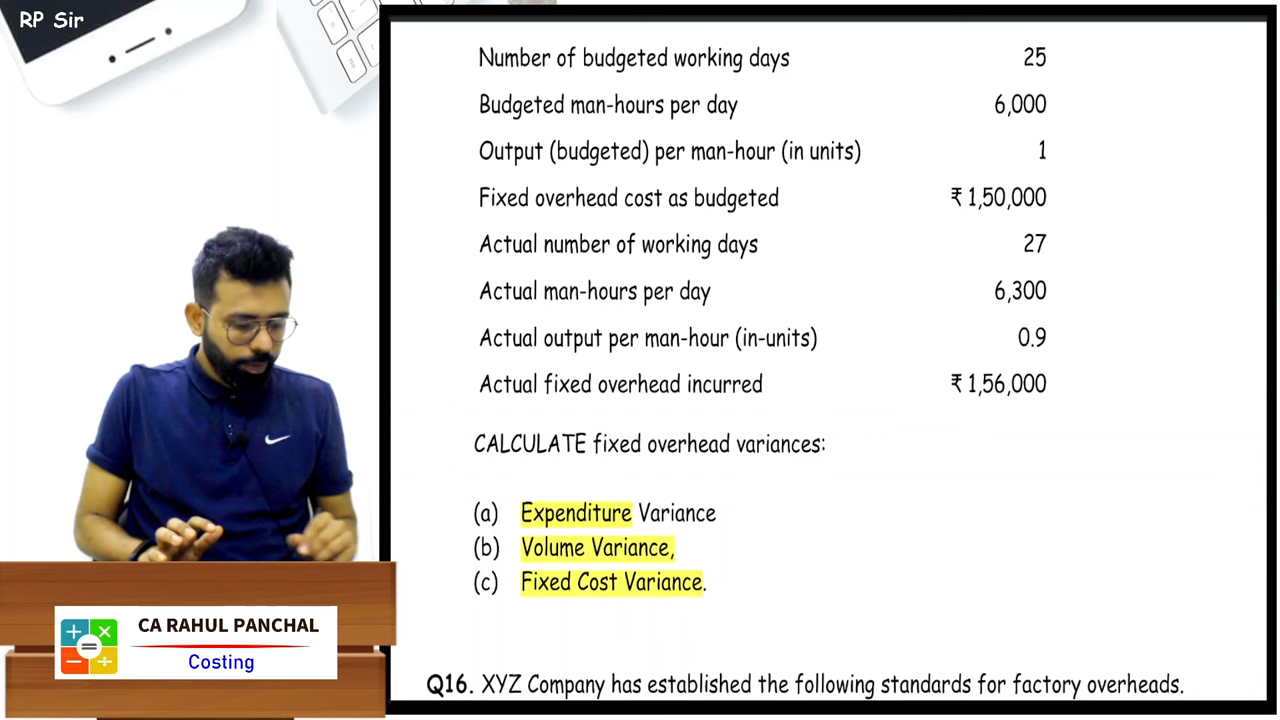 RP Sir
Number of budgeted working days 25
Budgeted man-hours per day 6,000
Output (budgeted) per man-hour (in units) 1
Fixed overhead cost as budgeted ₹ 1,50,000
Actual number of working days 27
Actual man-hours per day 6,300
Actual output per man-hour (in-units) 0.9
Actual fixed overhead incurred ₹ 1,56,000
CALCULATE fixed overhead variances:
(a) Expenditure Variance
(b) Volume Variance,
(c) Fixed Cost Variance.
Q16. XYZ Company has established the following standards for factory overheads.
CA RAHUL PANCHAL
Costing